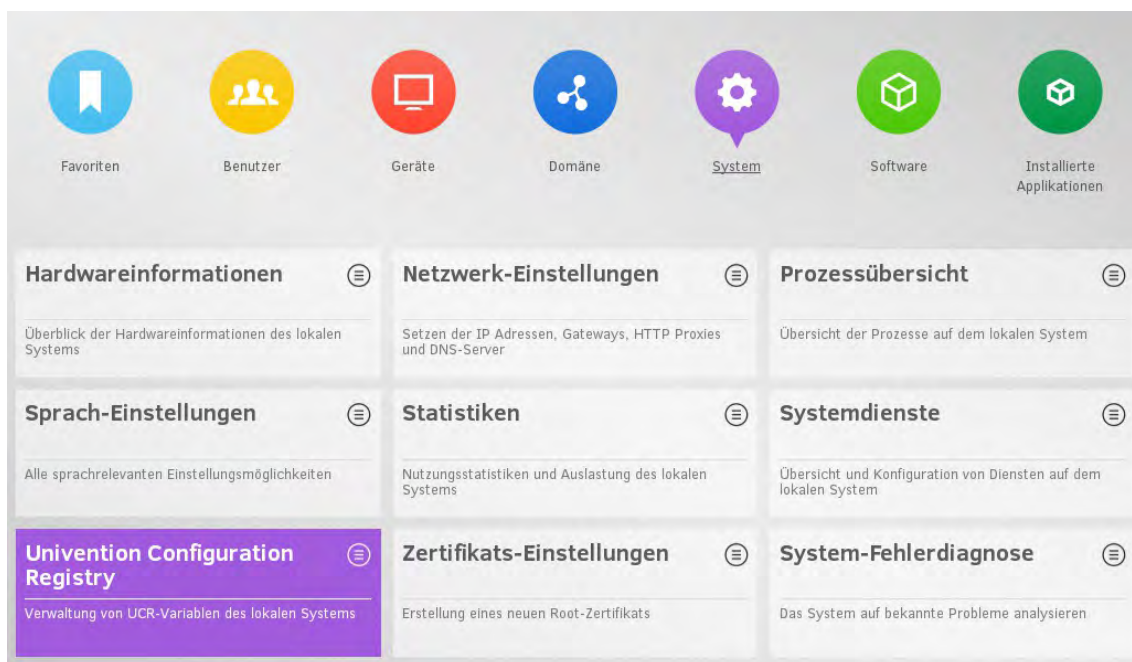 Favoriten
Benutzer
Geräte
Domäne
System
Software
Installierte
Applikationen
Hardwareinformationen
Überblick der Hardwareinformationen des lokalen
Systems
Netzwerk-Einstellungen
Setzen der IP Adressen, Gateways, HTTP Proxies
und DNS-Server
Prozessübersicht
Übersicht der Prozesse auf dem lokalen System
Sprach-Einstellungen
Alle sprachrelevanten Einstellungsmöglichkeiten
Statistiken
Nutzungsstatistiken und Auslastung des lokalen
Systems
Systemdienste
Übersicht und Konfiguration von Diensten auf dem
lokalen System
Univention Configuration
Registry
Verwaltung von UCR-Variablen des lokalen Systems
Zertifikats-Einstellungen
Erstellung eines neuen Root-Zertifikats
System-Fehlerdiagnose
Das System auf bekannte Probleme analysieren